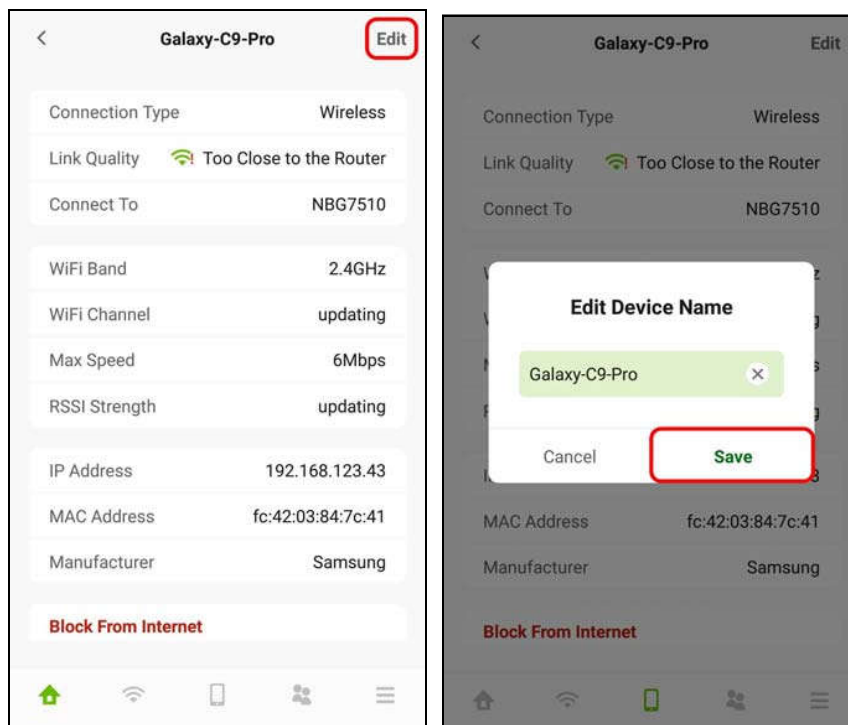 Galaxy-C9-Pro Edit
Connection Type Wireless
Link Quality Too Close to the Router
Connect To NBG7510
WiFi Band 2.4GHz
WiFi Channel updating
Max Speed 6Mbps
RSSI Strength updating
IP Address 192.168.123.43
MAC Address fc:42:03:84:7c:41
Manufacturer Samsung
Block From Internet
Galaxy-C9-Pro Edit
Connection Type Wireless
Link Quality Too Close to the Router
Connect To NBG7510
Edit Device Name
Galaxy-C9-Pro
Cancel Save
MAC Address fc:42:03:84:7c:41
Manufacturer Samsung
Block From Internet